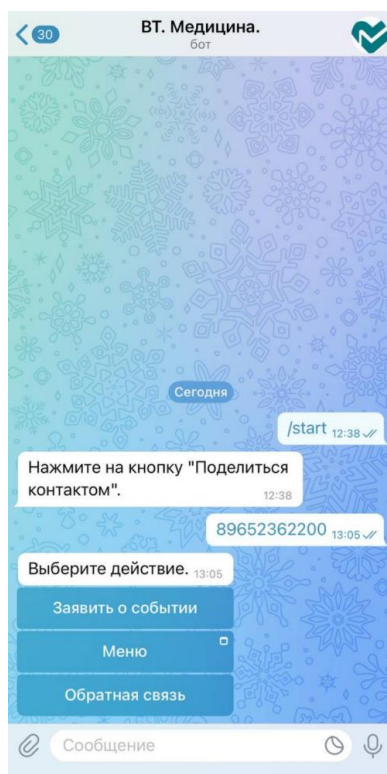 30
ВТ. Медицина.
бот
Сегодня
/start 12:38
Нажмите на кнопку "Поделиться
контактом".
12:38
89652362200 13:05
Выберите действие. 13:05
Заявить о событии
Меню
Обратная связь
Сообщение